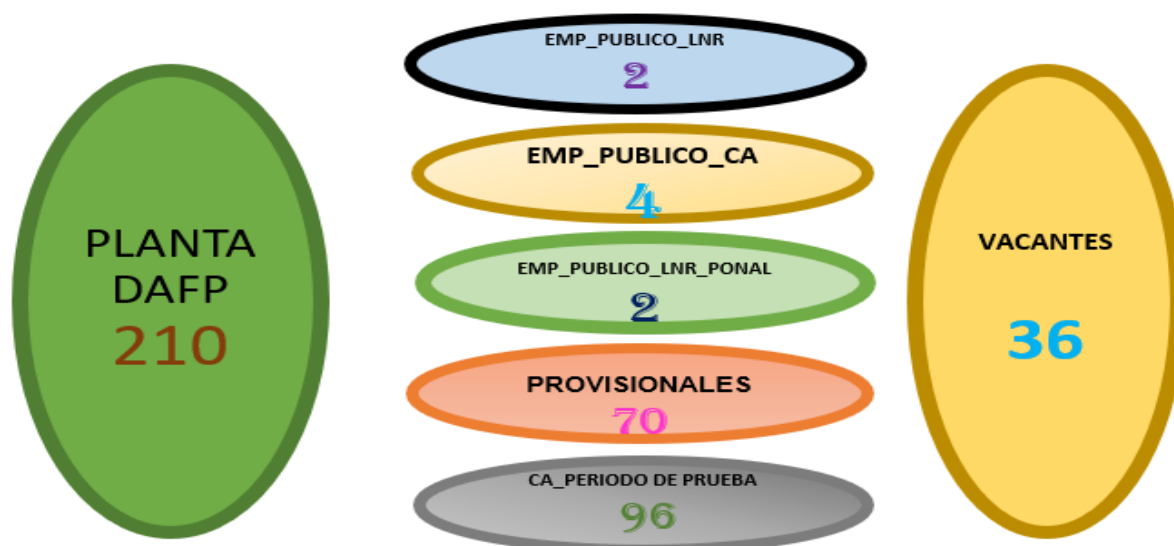 PLANTA
DAFP
210
EMP_PUBLICO_LNR
2
EMP_PUBLICO_CA
4
EMP_PUBLICO_LNR_PONAL
2
PROVISIONALES
70
CA_PERIODO DE PRUEBA
96
VACANTES
36